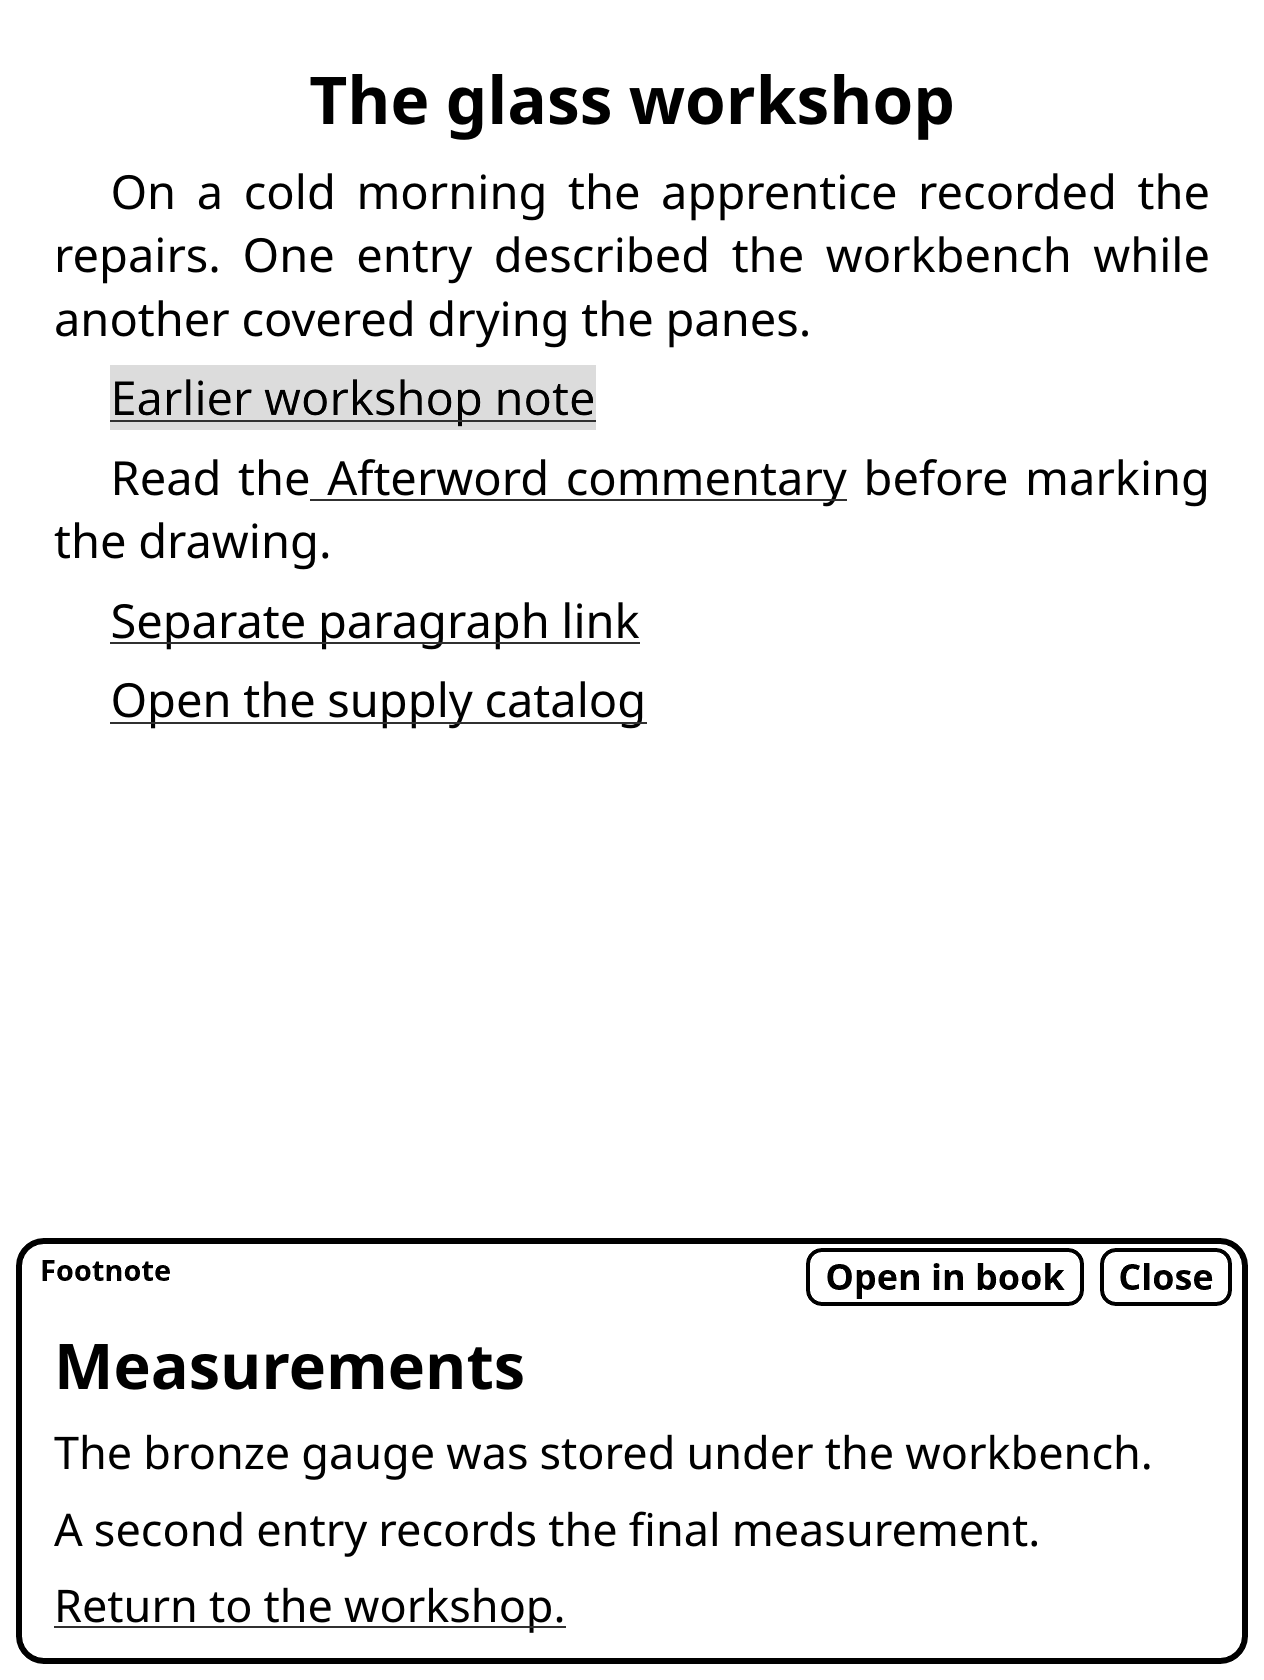 The glass workshop
On a cold morning the apprentice recorded the
repairs. One entry described the workbench while
another covered drying the panes.
Earlier workshop note
Read the Afterword commentary before marking
the drawing.
Separate paragraph link
Open the supply catalog
Footnote
Open in book
Close
Measurements
The bronze gauge was stored under the workbench.
A second entry records the final measurement.
Return to the workshop.